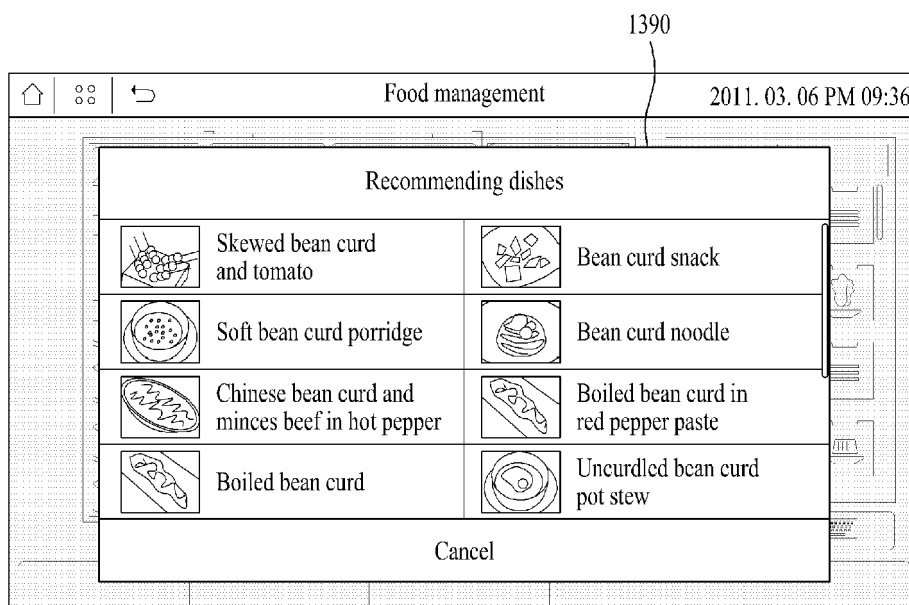 1390
Food management
2011. 03. 06 PM 09:36
Recommending dishes
Skewed bean curd
and tomato
Bean curd snack
Soft bean curd porridge
Bean curd noodle
Chinese bean curd and
minces beef in hot pepper
Boiled bean curd in
red pepper paste
Boiled bean curd
Uncurdled bean curd
pot stew
Cancel